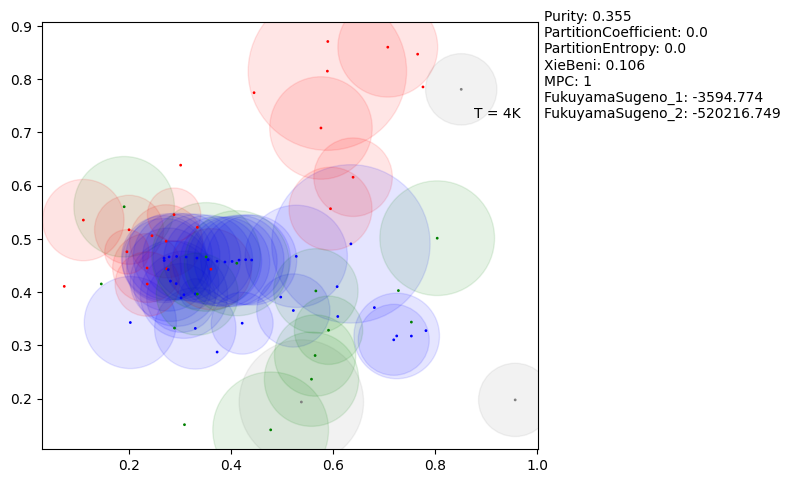 Purity: 0.355
PartitionCoefficient: 0.0
PartitionEntropy: 0.0
XieBeni: 0.106
MPC: 1
FukuyamaSugeno_1: -3594.774
FukuyamaSugeno_2: -520216.749
T = 4K
0.9
0.8
0.7
0.6
0.5
0.4
0.3
0.2
0.2
0.4
0.6
0.8
1.0